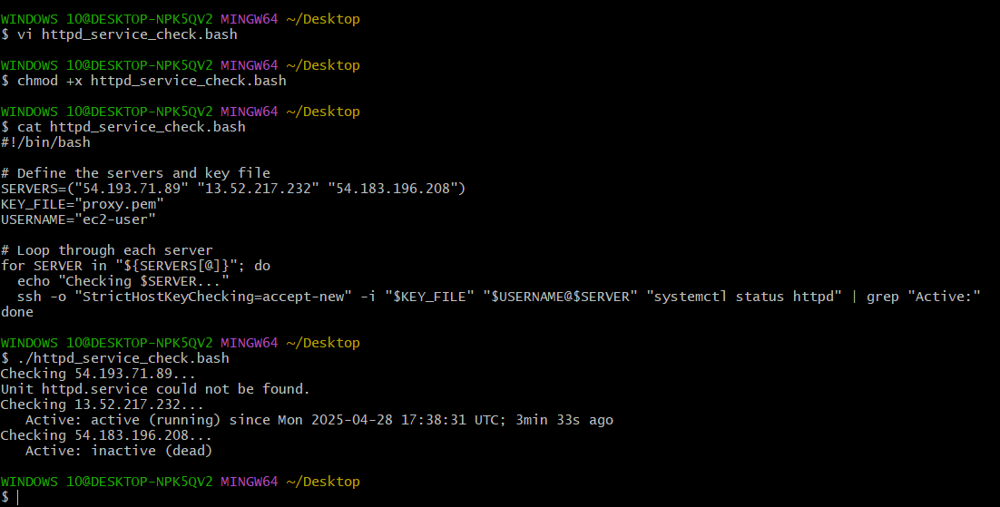 WINDOWS 10@DESKTOP-NPK5QV2 MINGW64 ~/Desktop
$ vi httpd_service_check.bash
WINDOWS 10@DESKTOP-NPK5QV2 MINGW64 ~/Desktop
$ chmod +x httpd_service_check.bash
WINDOWS 10@DESKTOP-NPK5QV2 MINGW64 ~/Desktop
$ cat httpd_service_check.bash
#!/bin/bash
# Define the servers and key file
SERVERS=("54.193.71.89" "13.52.217.232" "54.183.196.208")
KEY_FILE="proxy.pem"
USERNAME="ec2-user"
# Loop through each server
for SERVER in "${SERVERS[@]}"; do
  echo "Checking $SERVER..."
  ssh -o "StrictHostKeyChecking=accept-new" -i "$KEY_FILE" "$USERNAME@$SERVER" "systemctl status httpd" | grep "Active:"
done
WINDOWS 10@DESKTOP-NPK5QV2 MINGW64 ~/Desktop
$ ./httpd_service_check.bash
Checking 54.193.71.89...
Unit httpd.service could not be found.
Checking 13.52.217.232...
   Active: active (running) since Mon 2025-04-28 17:38:31 UTC; 3min 33s ago
Checking 54.183.196.208...
   Active: inactive (dead)
WINDOWS 10@DESKTOP-NPK5QV2 MINGW64 ~/Desktop
$